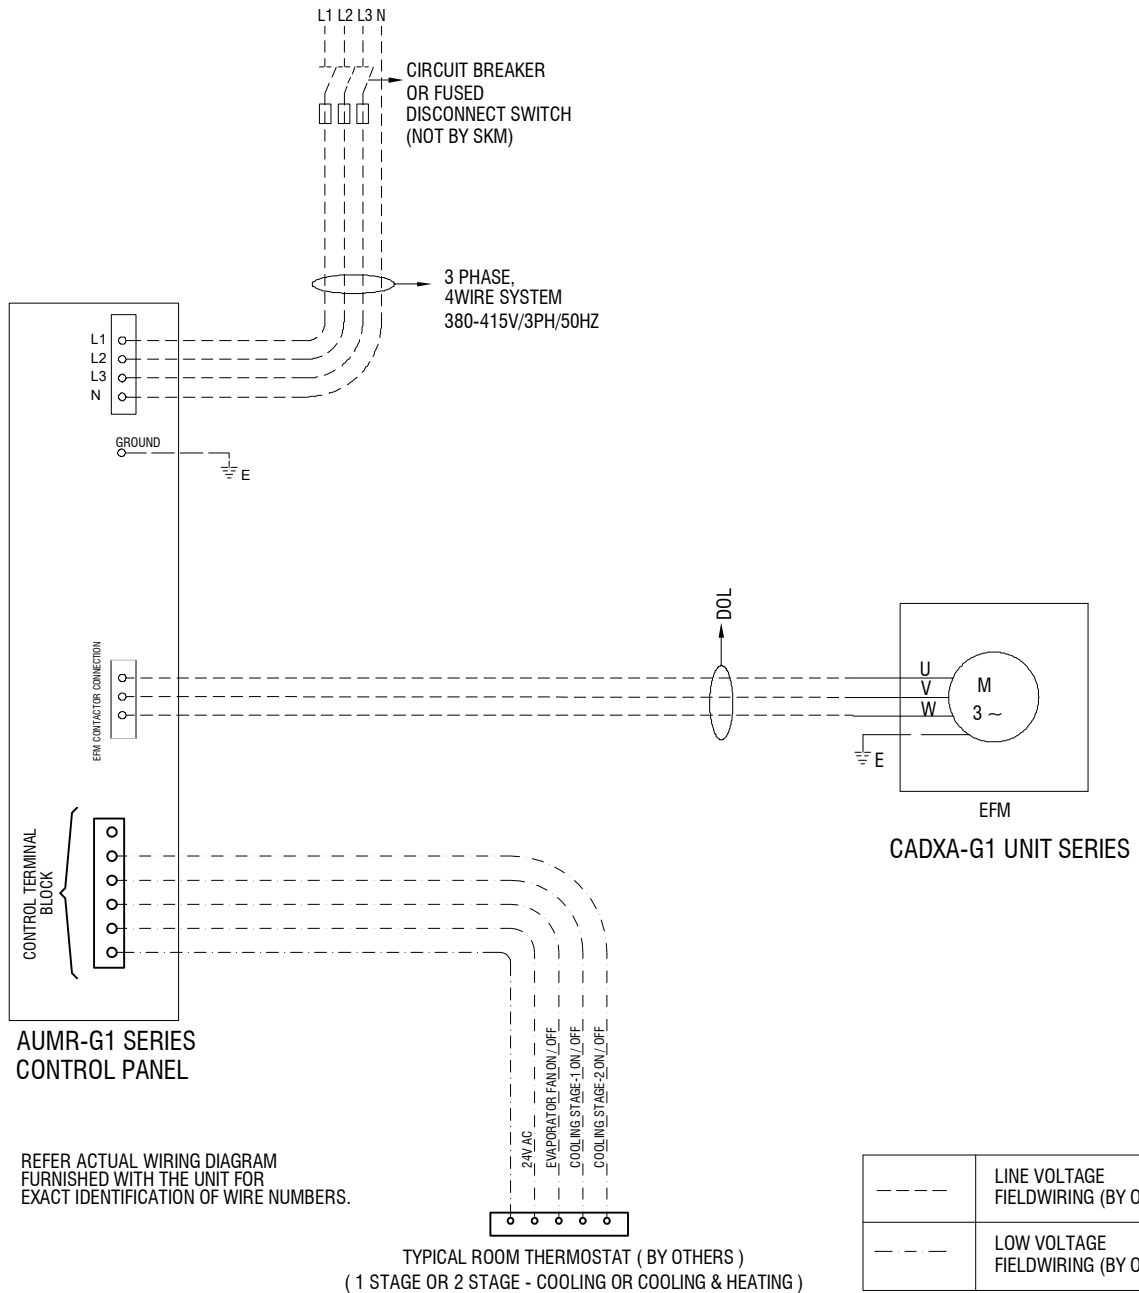 L1 L2 L3 N
CIRCUIT BREAKER
OR FUSED
DISCONNECT SWITCH
(NOT BY SKM)
3 PHASE,
4WIRE SYSTEM
380-415V/3PH/50HZ
L1
L2
L3
N
GROUND
E
EFM CONTACTOR CONNECTION
DOL
U
V
W
M
3 ~
E
EFM
CADXA-G1 UNIT SERIES
CONTROL TERMINAL
BLOCK
AUMR-G1 SERIES
CONTROL PANEL
24V AC
EVAPORATOR FAN ON / OFF
COOLING STAGE-1 ON / OFF
COOLING STAGE-2 ON / OFF
REFER ACTUAL WIRING DIAGRAM
FURNISHED WITH THE UNIT FOR
EXACT IDENTIFICATION OF WIRE NUMBERS.
TYPICAL ROOM THERMOSTAT ( BY OTHERS )
( 1 STAGE OR 2 STAGE - COOLING OR COOLING & HEATING )
LINE VOLTAGE
FIELDWIRING (BY
LOW VOLTAGE
FIELDWIRING (BY